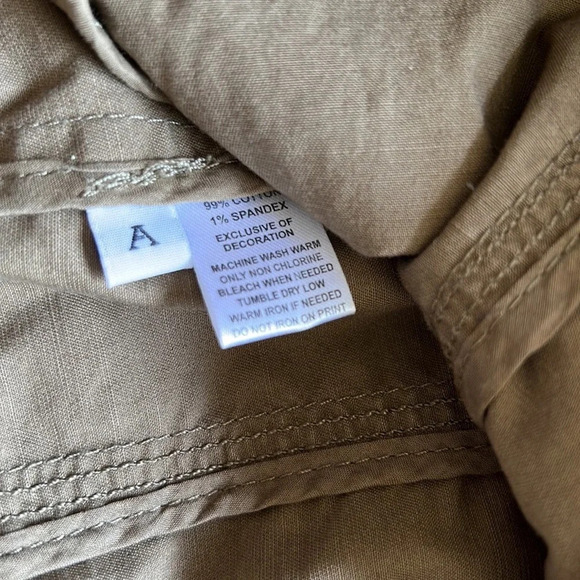 A
99% COTTON
1% SPANDEX
EXCLUSIVE OF
DECORATION
MACHINE WASH WARM
ONLY NON CHLORINE
BLEACH WHEN NEEDED
TUMBLE DRY LOW
WARM IRON IF NEEDED
DO NOT IRON ON PRINT